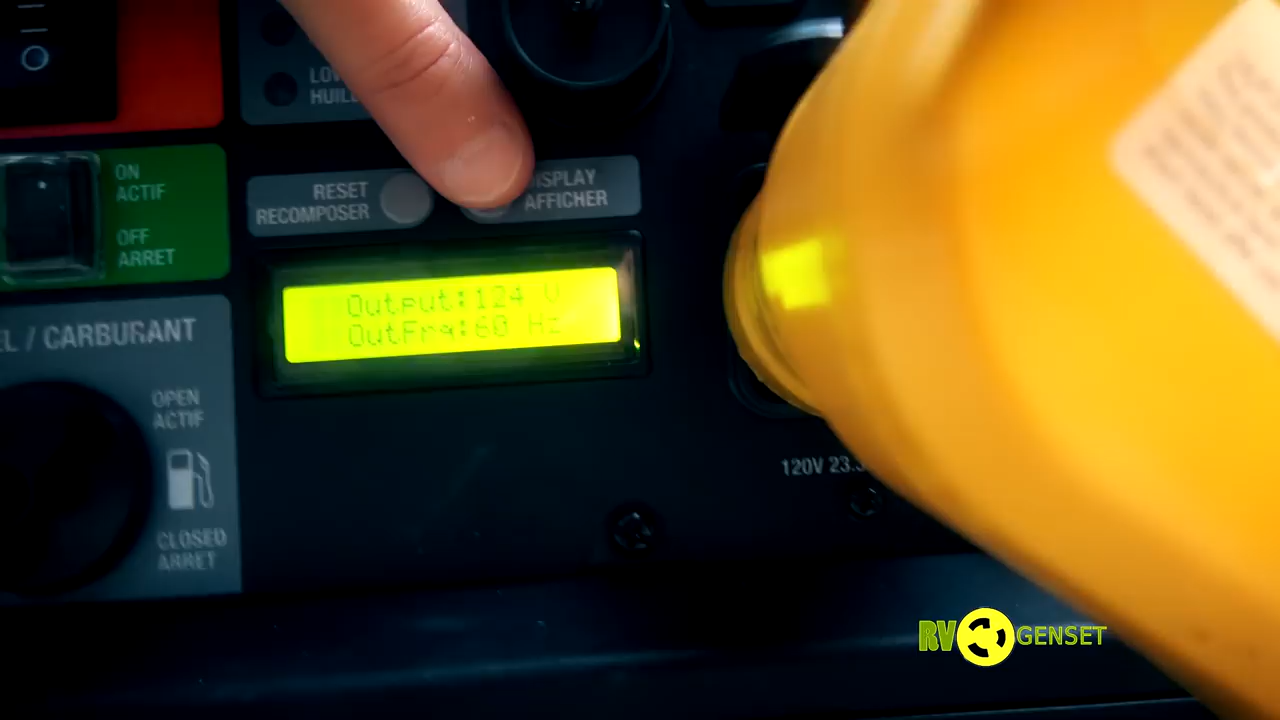 HUILE
ON
ACTIF
OFF
ARRET
RESET
RECOMPOSER
DISPLAY
AFFICHER
Output:124 V
OutFrq:60 Hz
/ CARBURANT
OPEN
ACTIF
CLOSED
ARRET
120V
RV GENSET